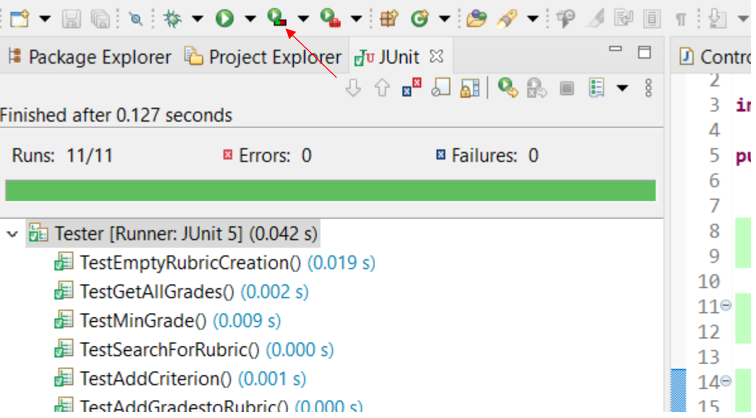 Package Explorer Project Explorer JUnit
Finished after 0.127 seconds
Runs: 11/11 Errors: 0 Failures: 0
Tester [Runner: JUnit 5] (0.042 s)
TestEmptyRubricCreation() (0.019 s)
TestGetAllGrades() (0.002 s)
TestMinGrade() (0.009 s)
TestSearchForRubric() (0.000 s)
TestAddCriterion() (0.001 s)
TestAddGradestoRubric() (0.000 s)
Contro
2
3 in
4
5 pu
6
7
8
9
10
11
12
13
14
15